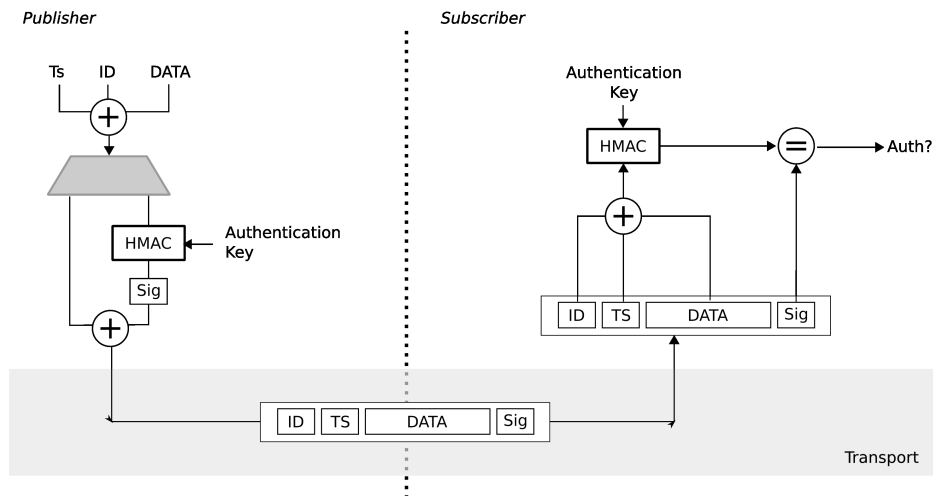 Publisher
Subscriber
Ts ID DATA
+
HMAC
Authentication
Key
Sig
+
Authentication
Key
HMAC
=
Auth?
+
ID TS DATA Sig
ID TS DATA Sig
Transport